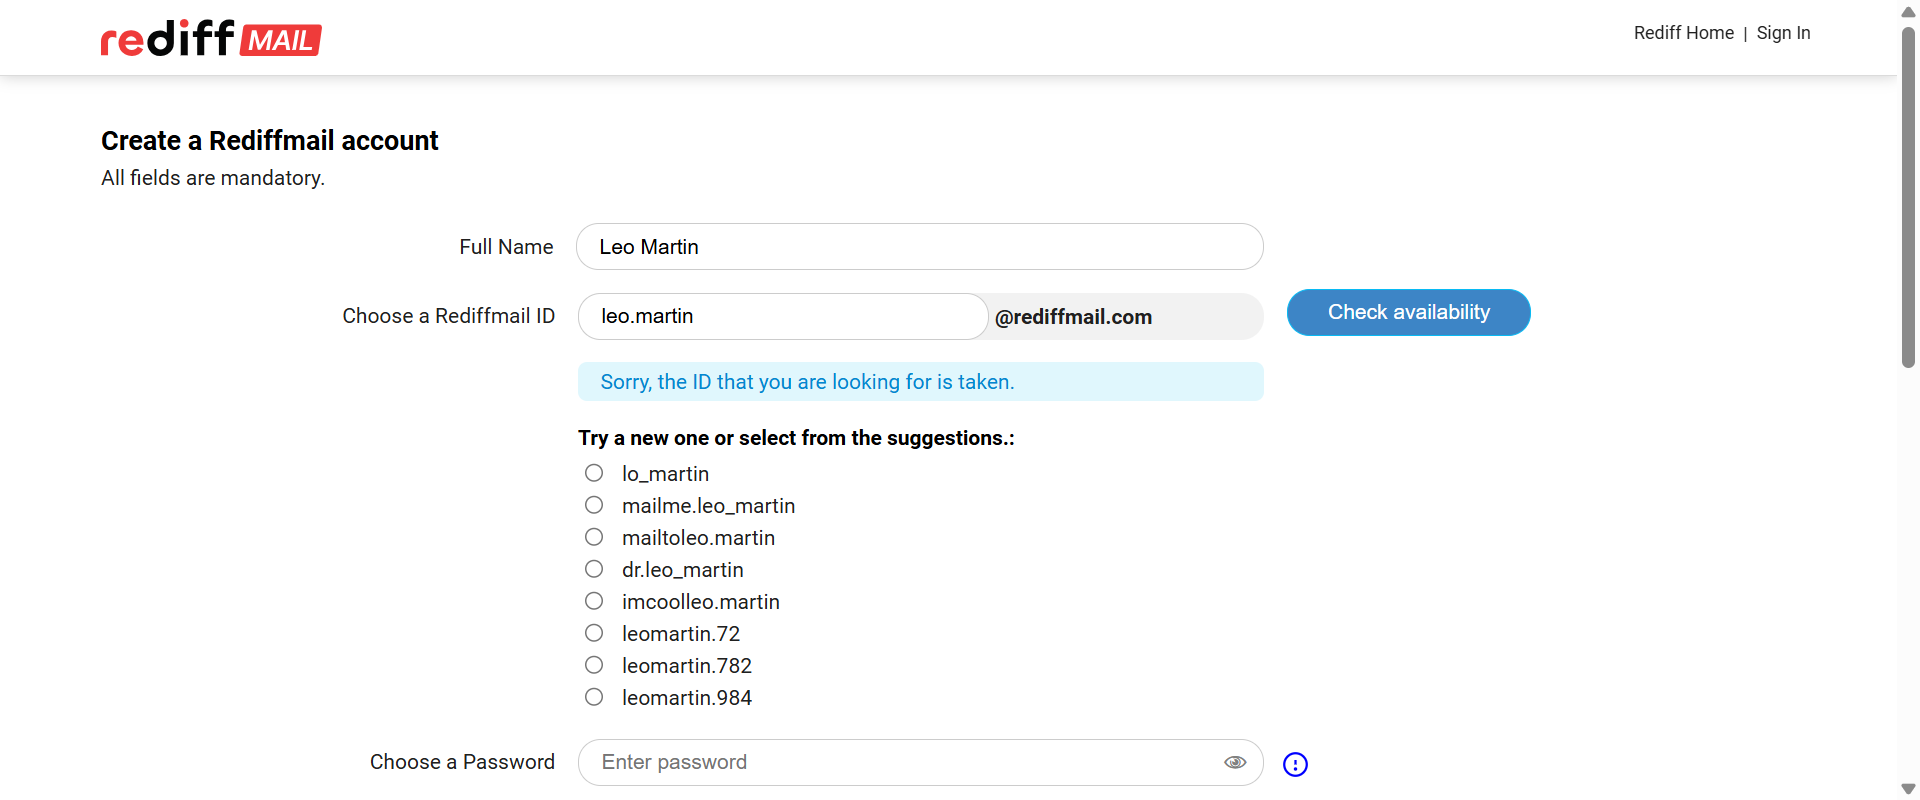 rediff MAIL
Rediff Home | Sign In
Create a Rediffmail account
All fields are mandatory.
Full Name Leo Martin
Choose a Rediffmail ID leo.martin @rediffmail.com Check availability
Sorry, the ID that you are looking for is taken.
Try a new one or select from the suggestions.:
lo_martin
mailme.leo_martin
mailtoleo.martin
dr.leo_martin
imcoolleo.martin
leomartin.72
leomartin.782
leomartin.984
Choose a Password Enter password